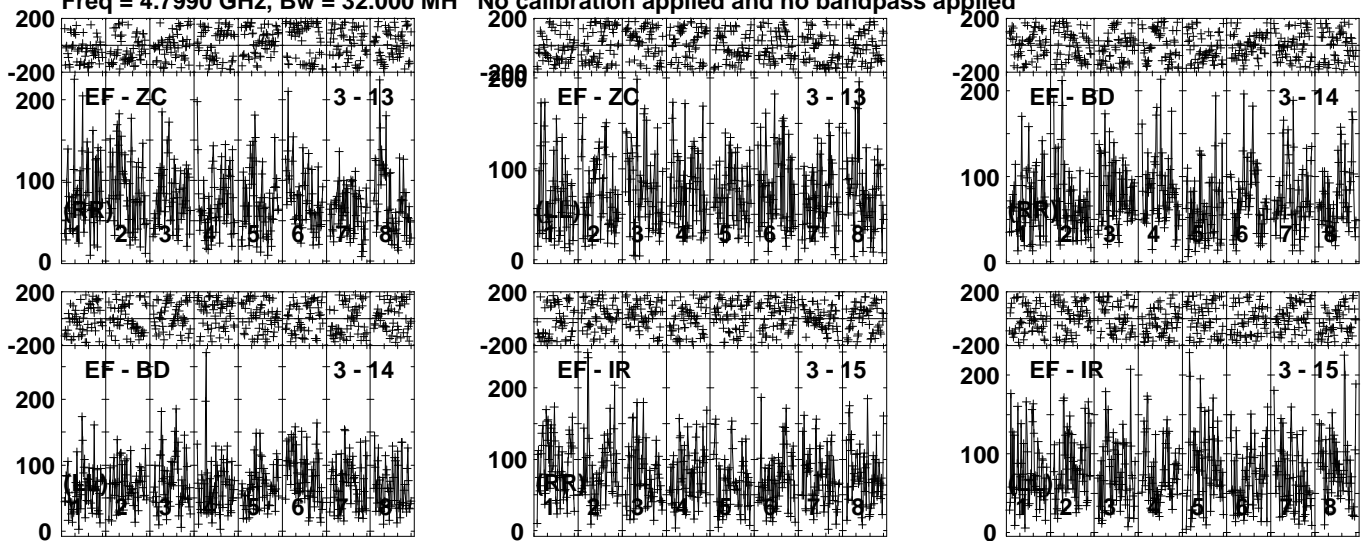 Freq = 4.7990 GHz, Bw = 32.000 MH No calibration applied and no bandpass applied
200
-200
200
100
0
EF - ZC 3 - 13
(RR)
1 2 3 4 5 6 7 8
200
-200
200
100
0
EF - ZC 3 - 13
(LL)
1 2 3 4 5 6 7 8
200
-200
200
100
0
EF - BD 3 - 14
(RR)
1 2 3 4 5 6 7 8
200
-200
200
100
0
EF - BD 3 - 14
(LL)
1 2 3 4 5 6 7 8
200
-200
200
100
0
EF - IR 3 - 15
(RR)
1 2 3 4 5 6 7 8
200
-200
200
100
0
EF - IR 3 - 15
(LL)
1 2 3 4 5 6 7 8